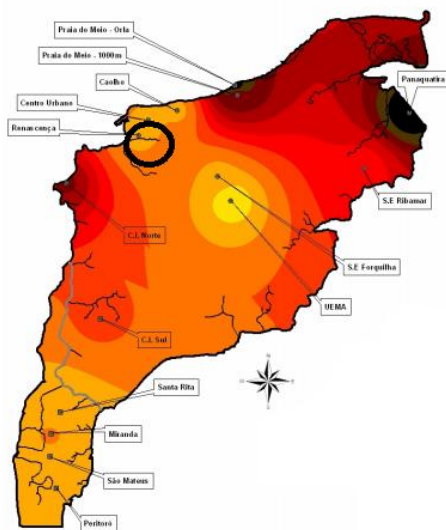 Praia do Meio - Orla
Praia do Meio - 1000m
Caolho
Centro Urbano
Renascença
Panaquatira
S.E Ribamar
C.I. Norte
S.E Forquilha
UEMA
C.I. Sul
Santa Rita
Miranda
São Mateus
Peritoró